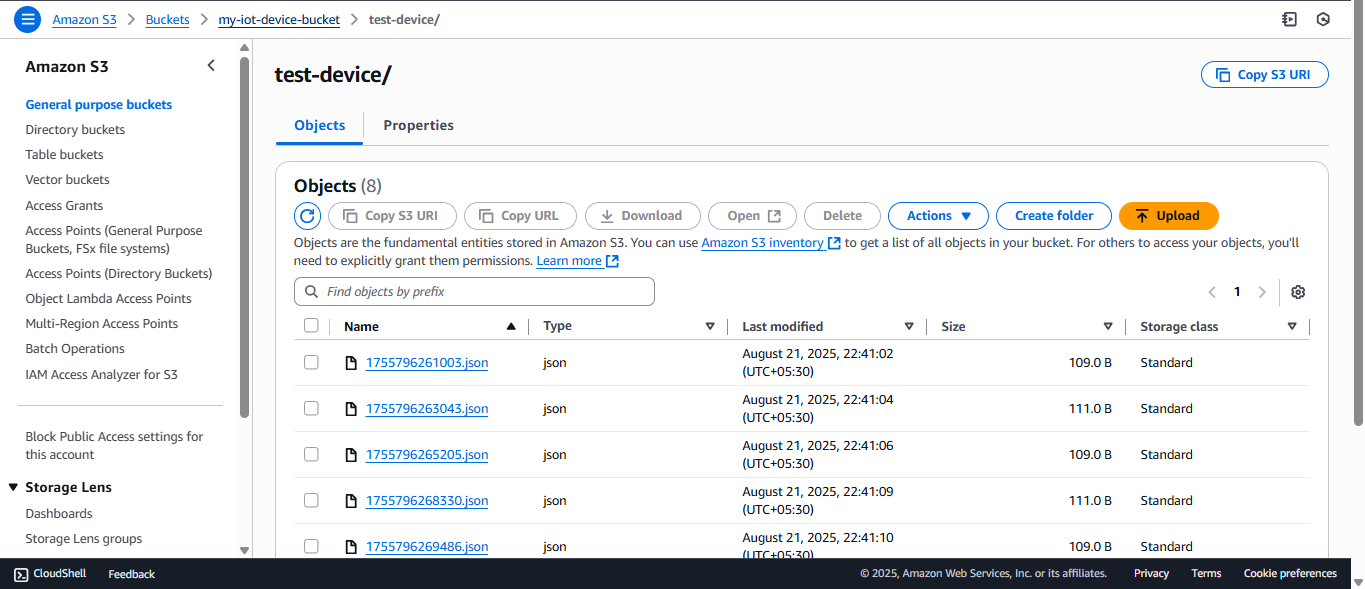 Amazon S3 > Buckets > my-iot-device-bucket > test-device/
Amazon S3
General purpose buckets
Directory buckets
Table buckets
Vector buckets
Access Grants
Access Points (General Purpose
Buckets, FSx file systems)
Access Points (Directory Buckets)
Object Lambda Access Points
Multi-Region Access Points
Batch Operations
IAM Access Analyzer for S3
Block Public Access settings for
this account
Storage Lens
Dashboards
Storage Lens groups
test-device/
Copy S3 URI
Objects Properties
Objects (8)
Copy S3 URI Copy URL Download Open Delete Actions Create folder Upload
Objects are the fundamental entities stored in Amazon S3. You can use Amazon S3 inventory to get a list of all objects in your bucket. For others to access your objects, you'll
need to explicitly grant them permissions. Learn more
Find objects by prefix
1
Name Type Last modified Size Storage class
1755796261003.json json August 21, 2025, 22:41:02 109.0 B Standard
(UTC+05:30)
1755796263043.json json August 21, 2025, 22:41:04 111.0 B Standard
(UTC+05:30)
1755796265205.json json August 21, 2025, 22:41:06 109.0 B Standard
(UTC+05:30)
1755796268330.json json August 21, 2025, 22:41:09 111.0 B Standard
(UTC+05:30)
1755796269486.json json August 21, 2025, 22:41:10 109.0 B Standard
(UTC+05:30)
CloudShell Feedback © 2025, Amazon Web Services, Inc. or its affiliates. Privacy Terms Cookie preferences